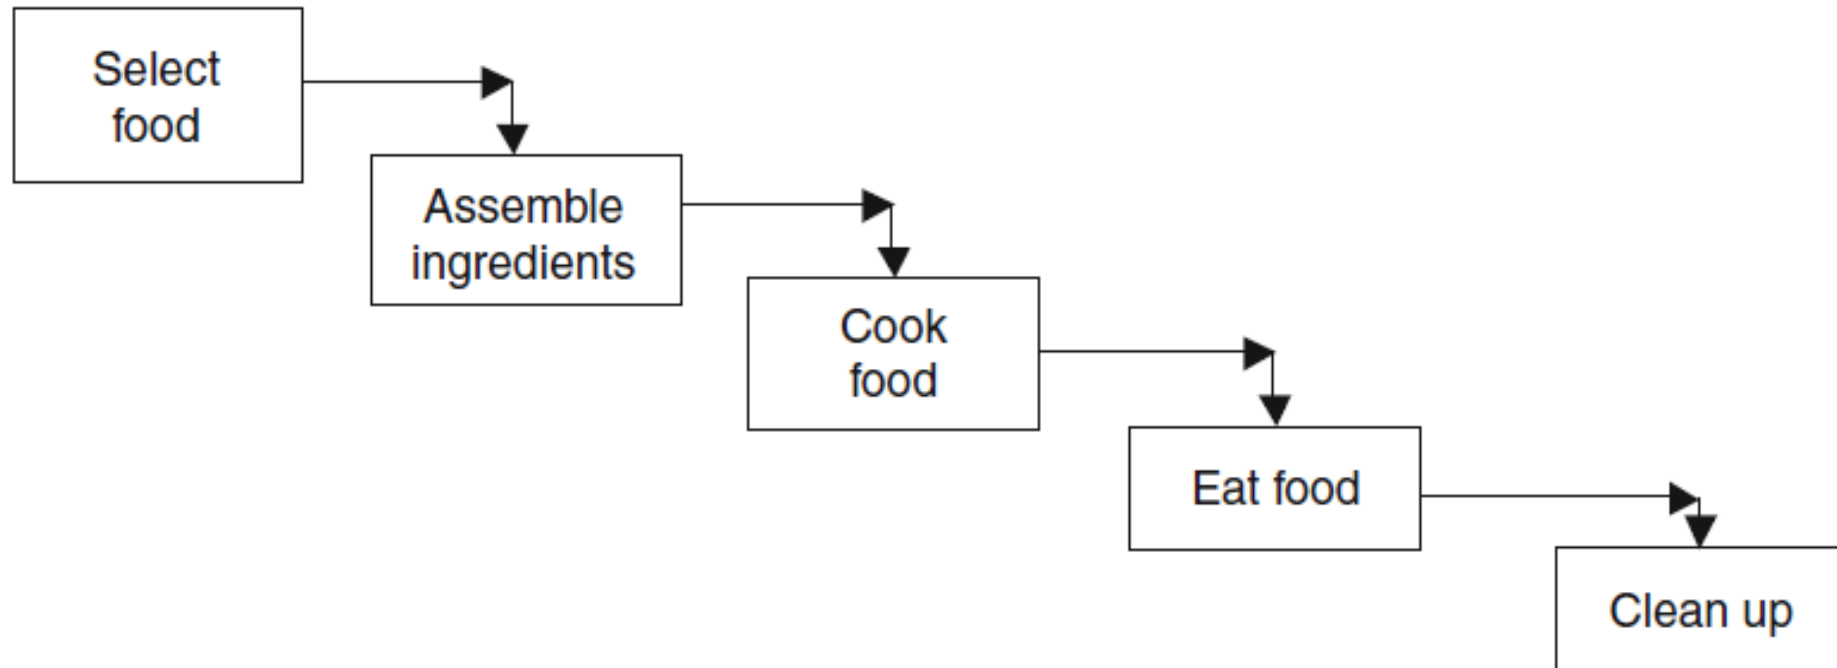 Select
food
Assemble
ingredients
Cook
food
Eat food
Clean up